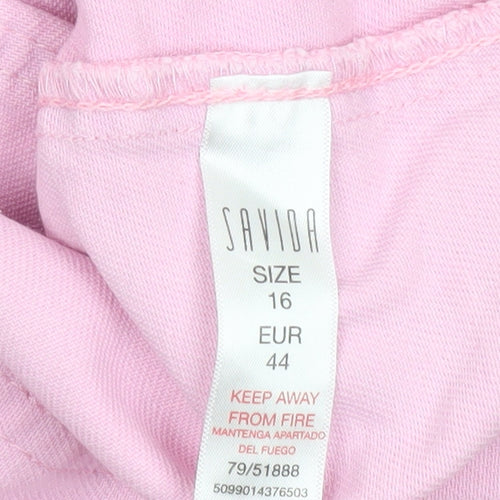 SAVIDA
SIZE
16
EUR
44
KEEP AWAY
FROM FIRE
MANTENGA APARTADO
DEL FUEGO
79/51888
5099014376503